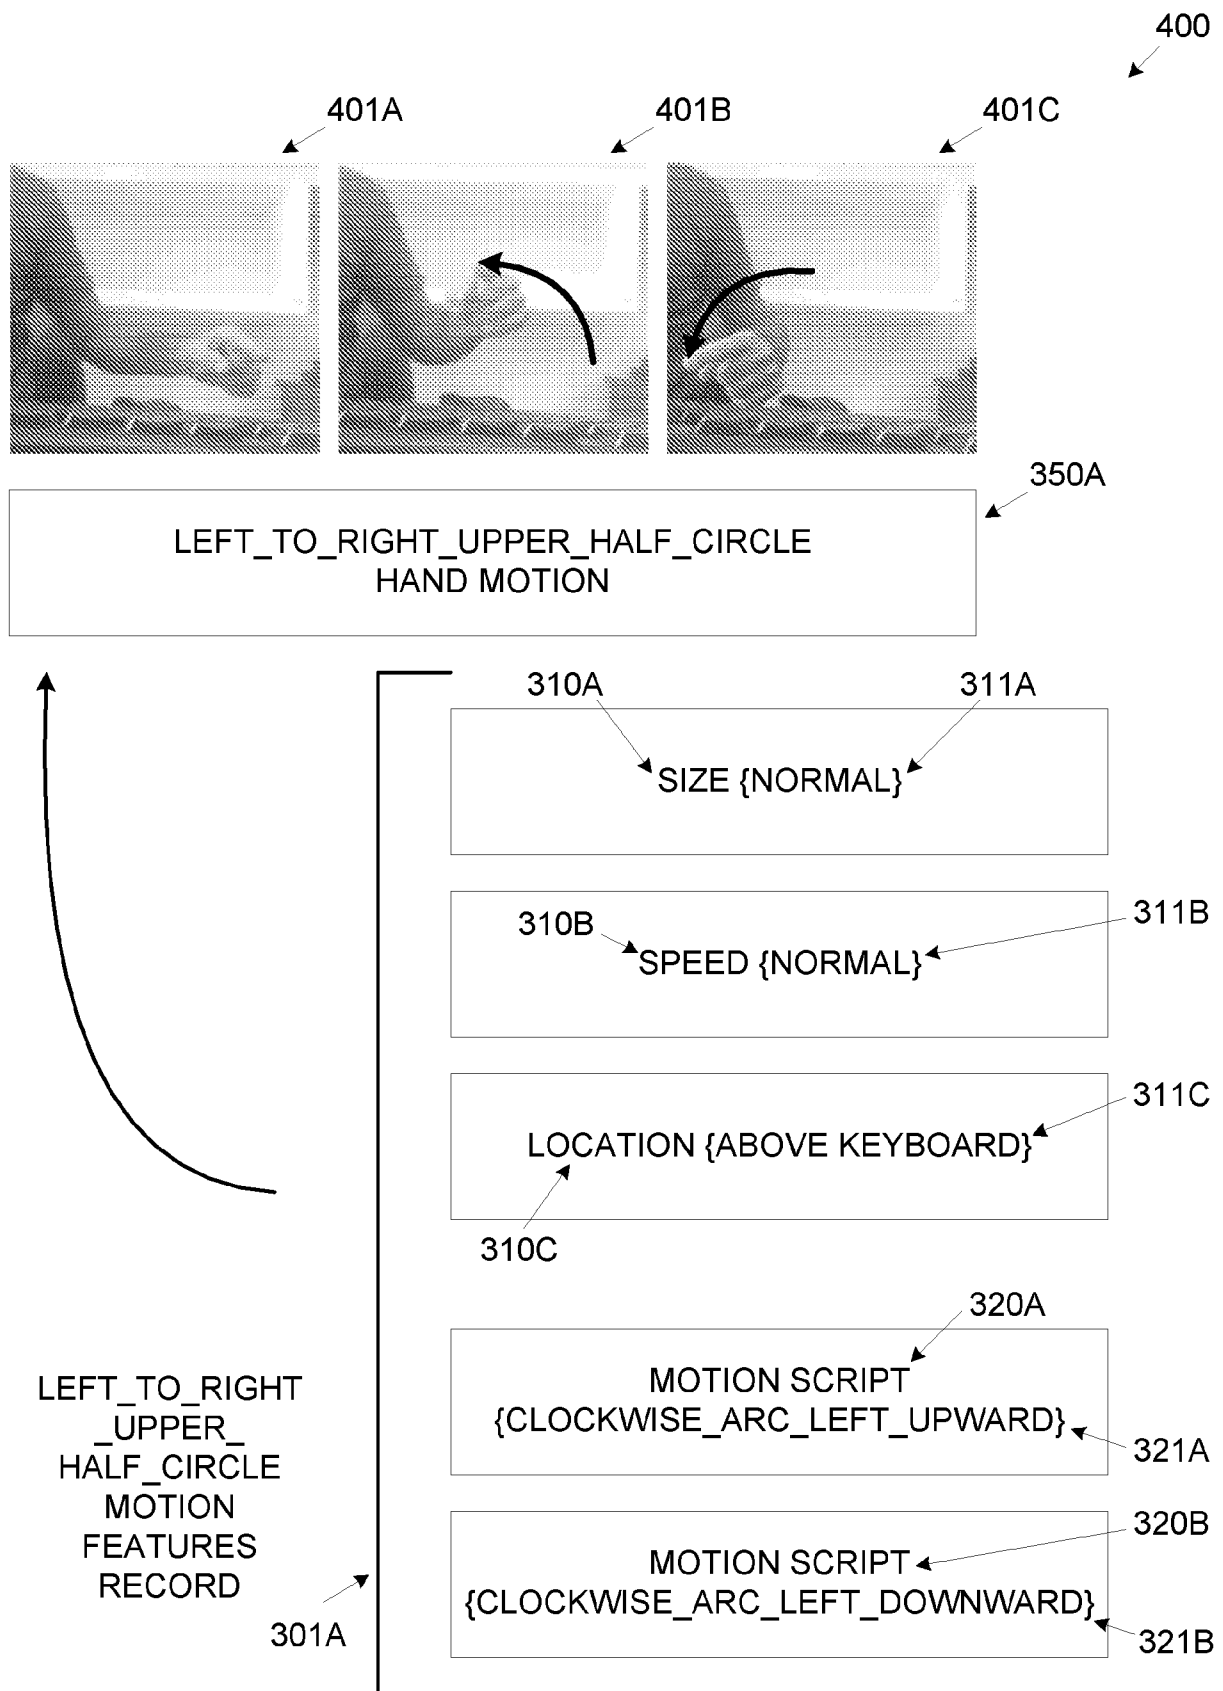 400
401A
401B
401C
350A
LEFT_TO_RIGHT_UPPER_HALF_CIRCLE
HAND MOTION
310A
311A
SIZE {NORMAL}
310B
311B
SPEED {NORMAL}
311C
LOCATION {ABOVE KEYBOARD}
310C
320A
MOTION SCRIPT
{CLOCKWISE_ARC_LEFT_UPWARD}
321A
320B
MOTION SCRIPT
{CLOCKWISE_ARC_LEFT_DOWNWARD}
321B
LEFT_TO_RIGHT
_UPPER_
HALF_CIRCLE
MOTION
FEATURES
RECORD
301A